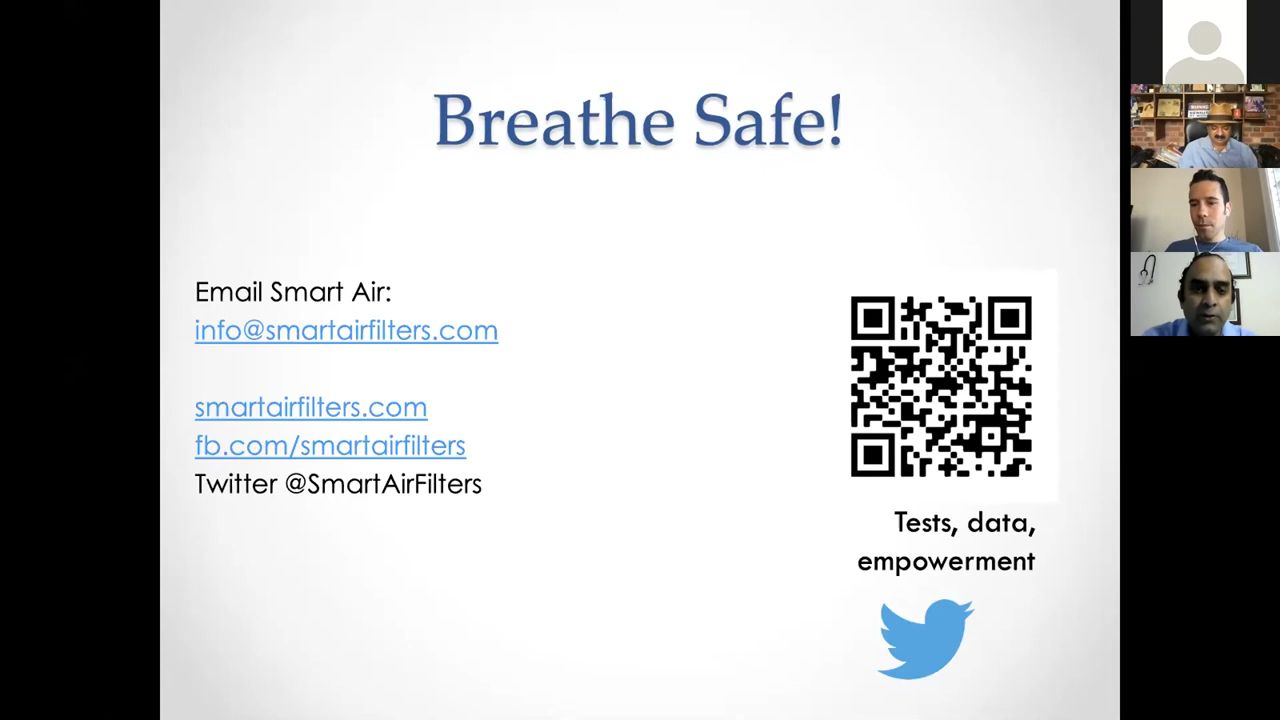 Breathe Safe!
Email Smart Air:
info@smartairfilters.com
smartairfilters.com
fb.com/smartairfilters
Twitter @SmartAirFilters
Tests, data,
empowerment